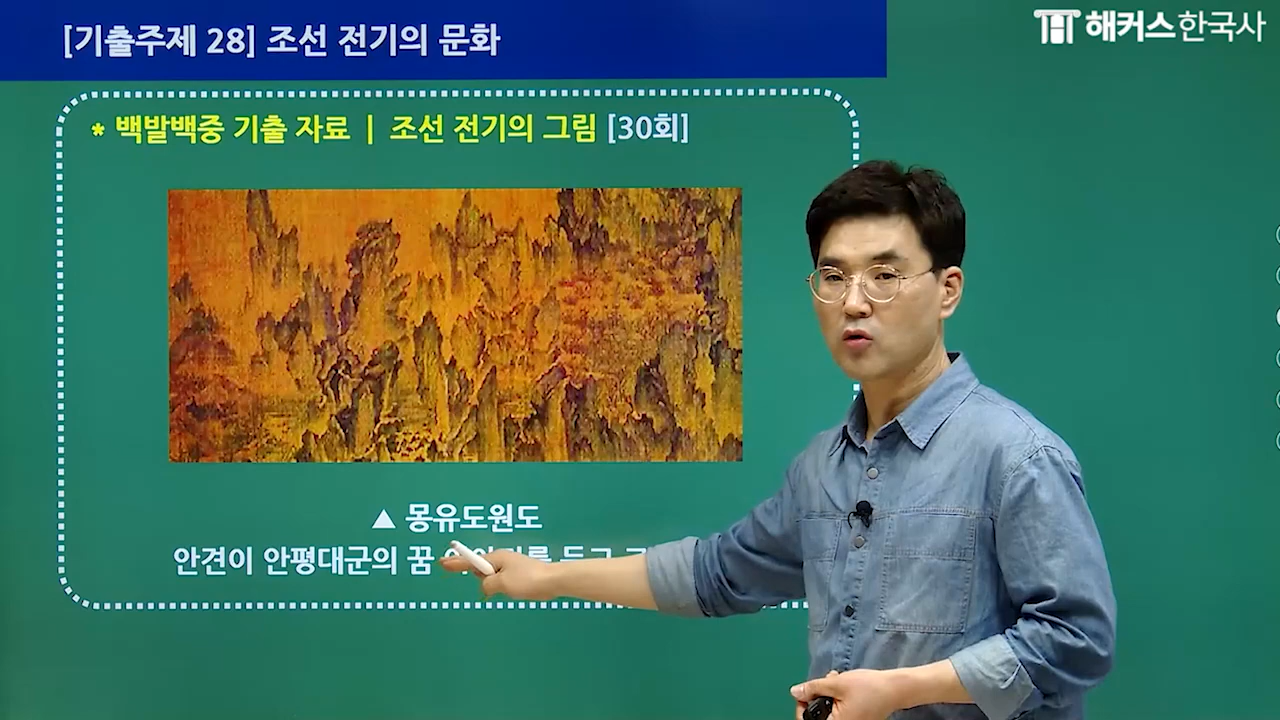 [기출주제 28] 조선 전기의 문화
해커스한국사
* 백발백중 기출 자료 | 조선 전기의 그림 [30회]
▲ 몽유도원도
안견이 안평대군의 꿈